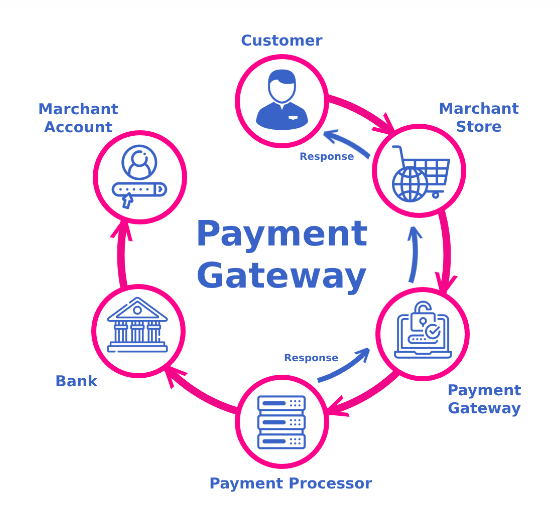 Customer
Marchant
Account
Marchant
Store
Response
Payment
Gateway
Response
Bank
Payment
Gateway
Payment Processor